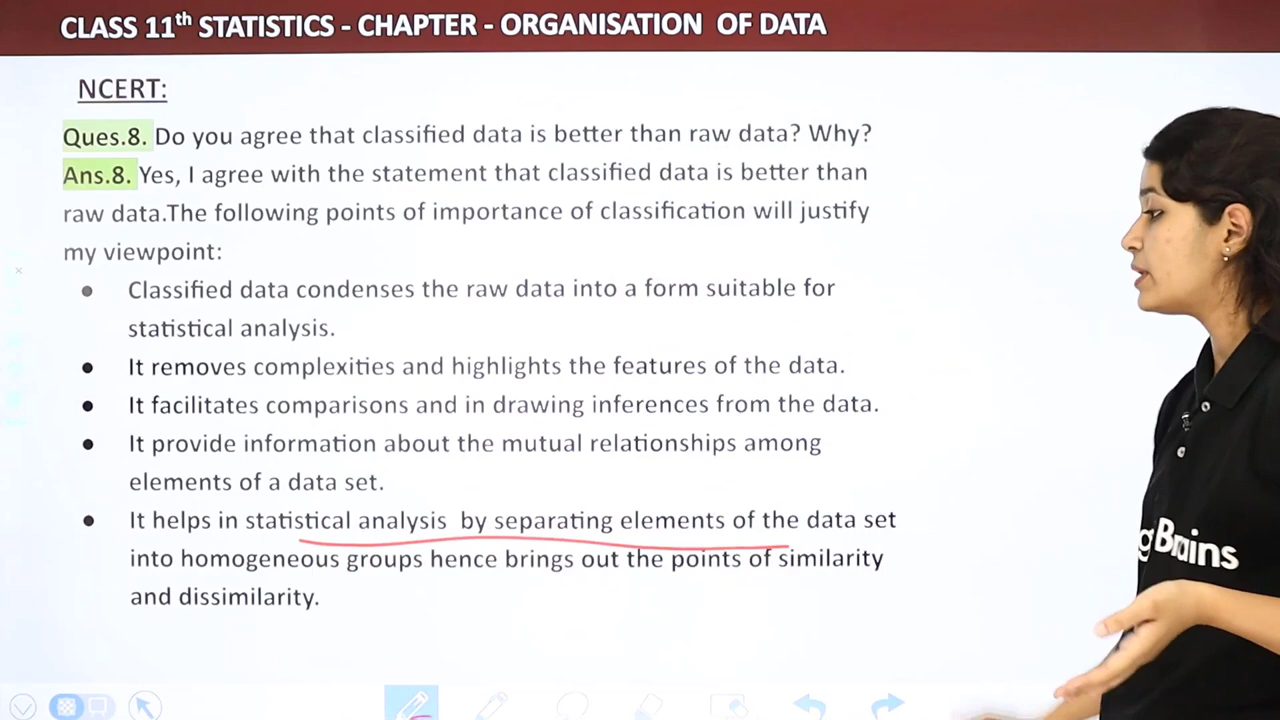 CLASS 11th STATISTICS - CHAPTER - ORGANISATION OF DATA
NCERT:
Ques.8. Do you agree that classified data is better than raw data? Why?
Ans.8. Yes, I agree with the statement that classified data is better than
raw data.The following points of importance of classification will justify
my viewpoint:
● Classified data condenses the raw data into a form suitable for
statistical analysis.
● It removes complexities and highlights the features of the data.
● It facilitates comparisons and in drawing inferences from the data.
● It provide information about the mutual relationships among
elements of a data set.
● It helps in statistical analysis by separating elements of the data set
into homogeneous groups hence brings out the points of similarity
and dissimilarity.
g Brains